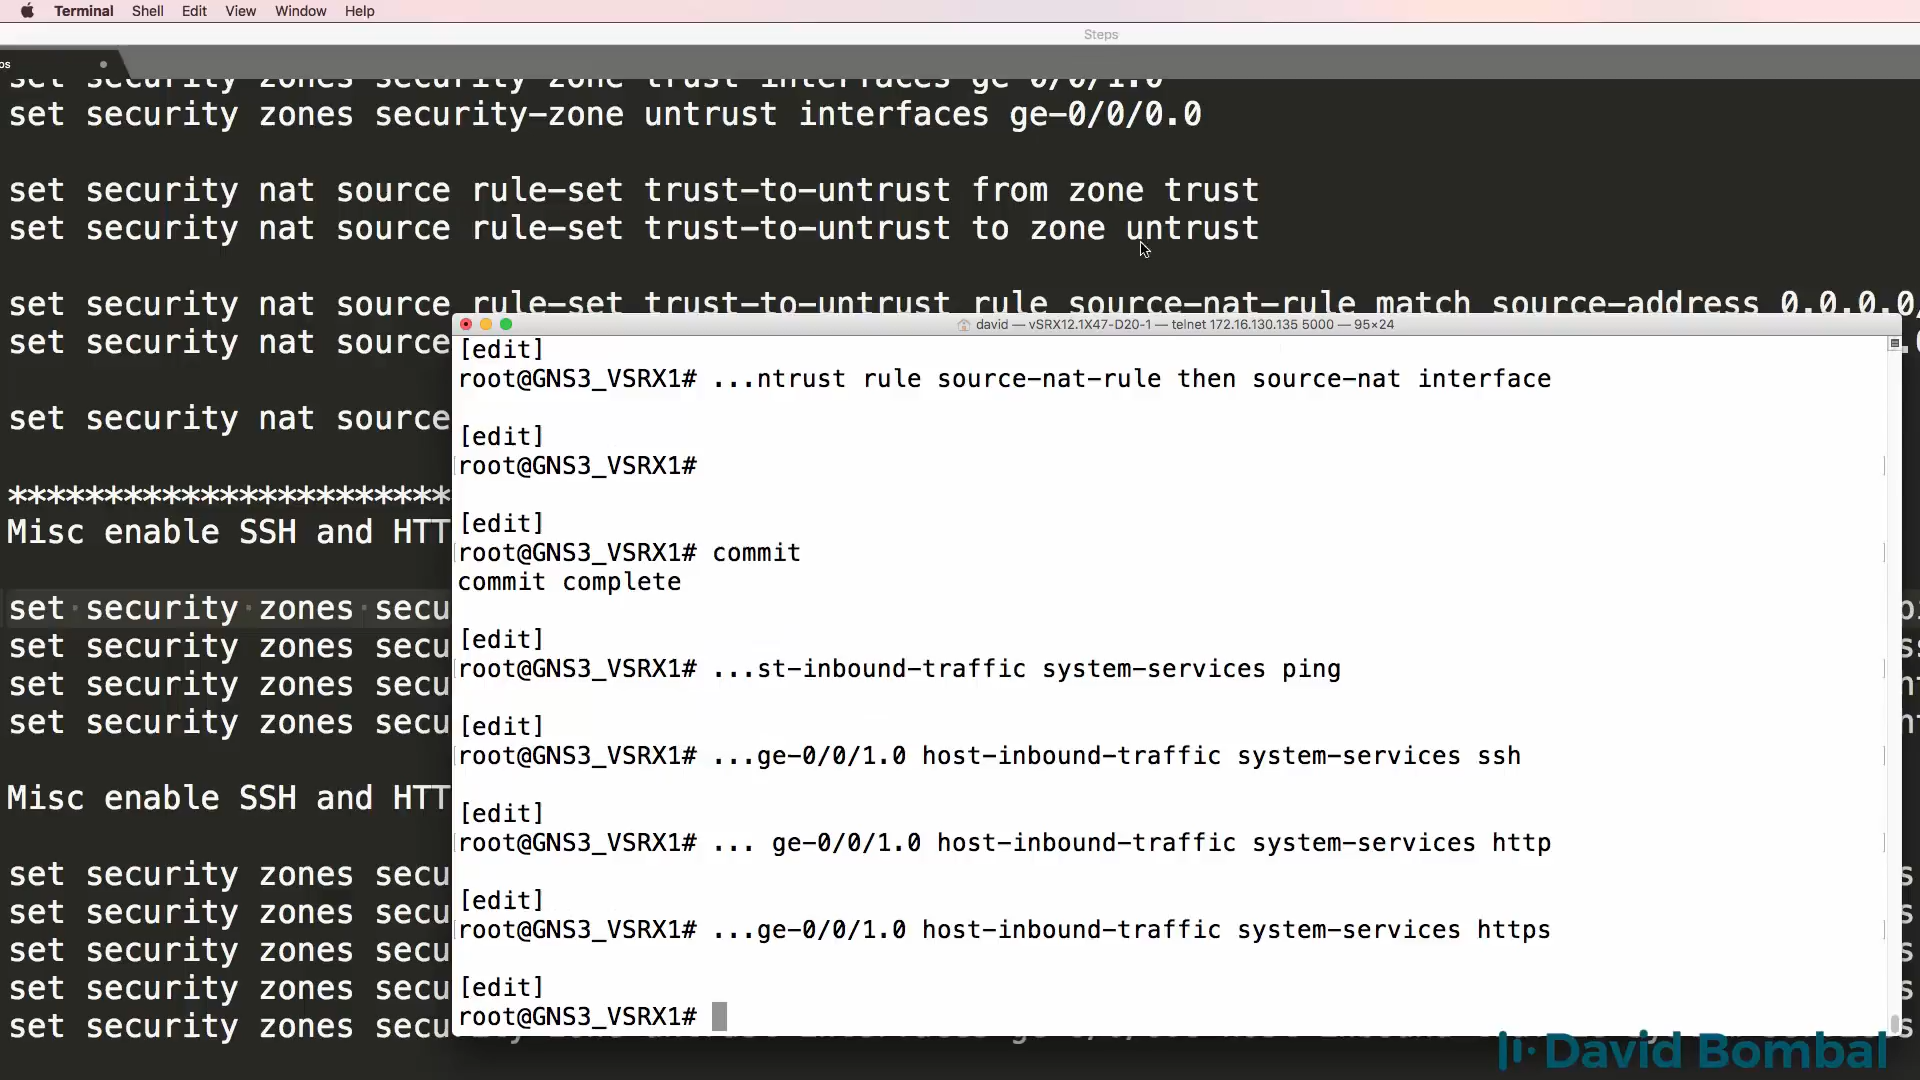 Terminal Shell Edit View Window Help
Steps
ps
set security zones security-zone trust interfaces ge-0/0/1.0
set security zones security-zone untrust interfaces ge-0/0/0.0
set security nat source rule-set trust-to-untrust from zone trust
set security nat source rule-set trust-to-untrust to zone untrust
set security nat source rule-set trust-to-untrust rule source-nat-rule match source-address 0.0.0.0/
set security nat source
set security nat source
*************************
Misc enable SSH and HTT
set security zones secu
set security zones secu
set security zones secu
set security zones secu
Misc enable SSH and HTT
set security zones secu
set security zones secu
set security zones secu
set security zones secu
set security zones secu
david — vSRX12.1X47-D20-1 — telnet 172.16.130.135 5000 — 95×24
[edit]
root@GNS3_VSRX1# ...ntrust rule source-nat-rule then source-nat interface
[edit]
root@GNS3_VSRX1#
[edit]
root@GNS3_VSRX1# commit
commit complete
[edit]
root@GNS3_VSRX1# ...st-inbound-traffic system-services ping
[edit]
root@GNS3_VSRX1# ...ge-0/0/1.0 host-inbound-traffic system-services ssh
[edit]
root@GNS3_VSRX1# ... ge-0/0/1.0 host-inbound-traffic system-services http
[edit]
root@GNS3_VSRX1# ...ge-0/0/1.0 host-inbound-traffic system-services https
[edit]
root@GNS3_VSRX1#
David Bombal